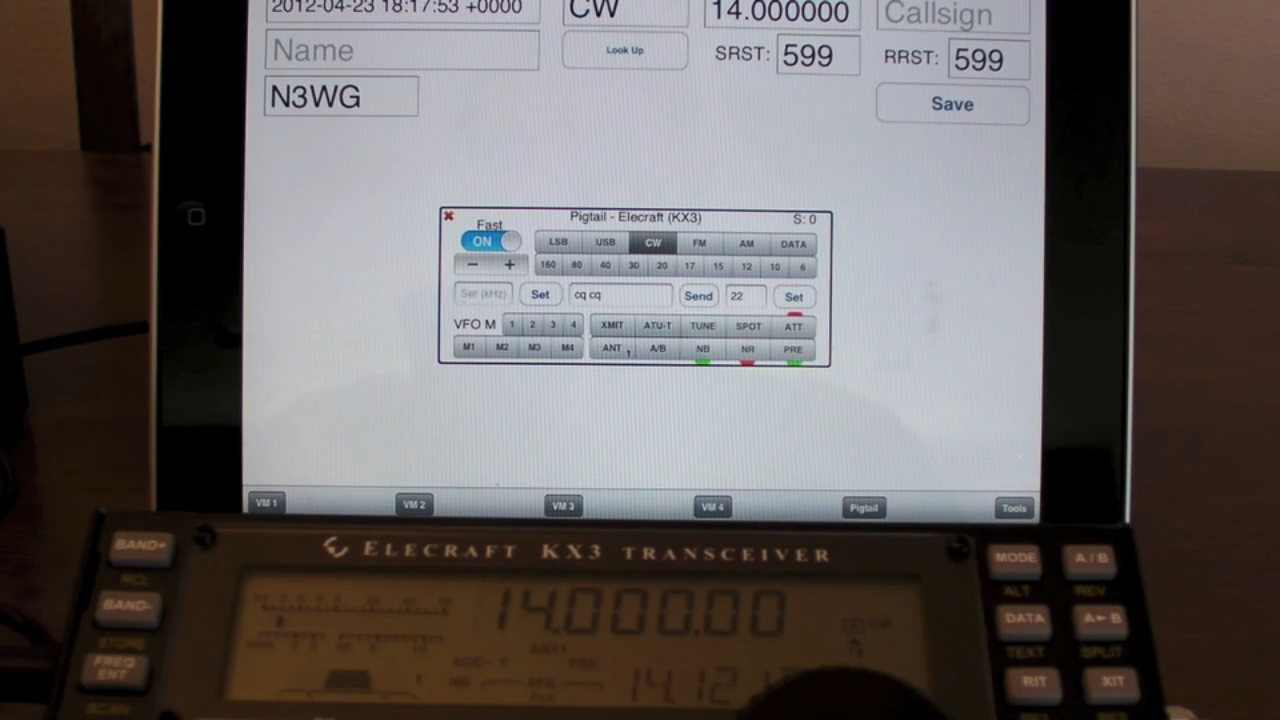 2012-04-23 18:17:53 +0000 CW 14.000000 Callsign
Name Look Up SRST: 599 RRST: 599
N3WG Save
Pigtail - Elecraft (KX3) S: 0
Fast
ON LSB USB CW FM AM DATA
− + 160 80 40 30 20 17 15 12 10 6
Set (kHz) Set cq cq Send 22 Set
VFO M 1 2 3 4 XMIT ATU-T TUNE SPOT ATT
M1 M2 M3 M4 ANT 1 A/B NB NR PRE
VM 1 VM 2 VM 3 VM 4 Pigtail Tools
ELECRAFT KX3 TRANSCEIVER
BAND+ MODE A / B
RCL ALT REV
14.000.00
BAND- DATA A►B
STORE TEXT SPLIT
ANT1
FREQ ENT RIT XIT
NB PRE
14.12
SCAN